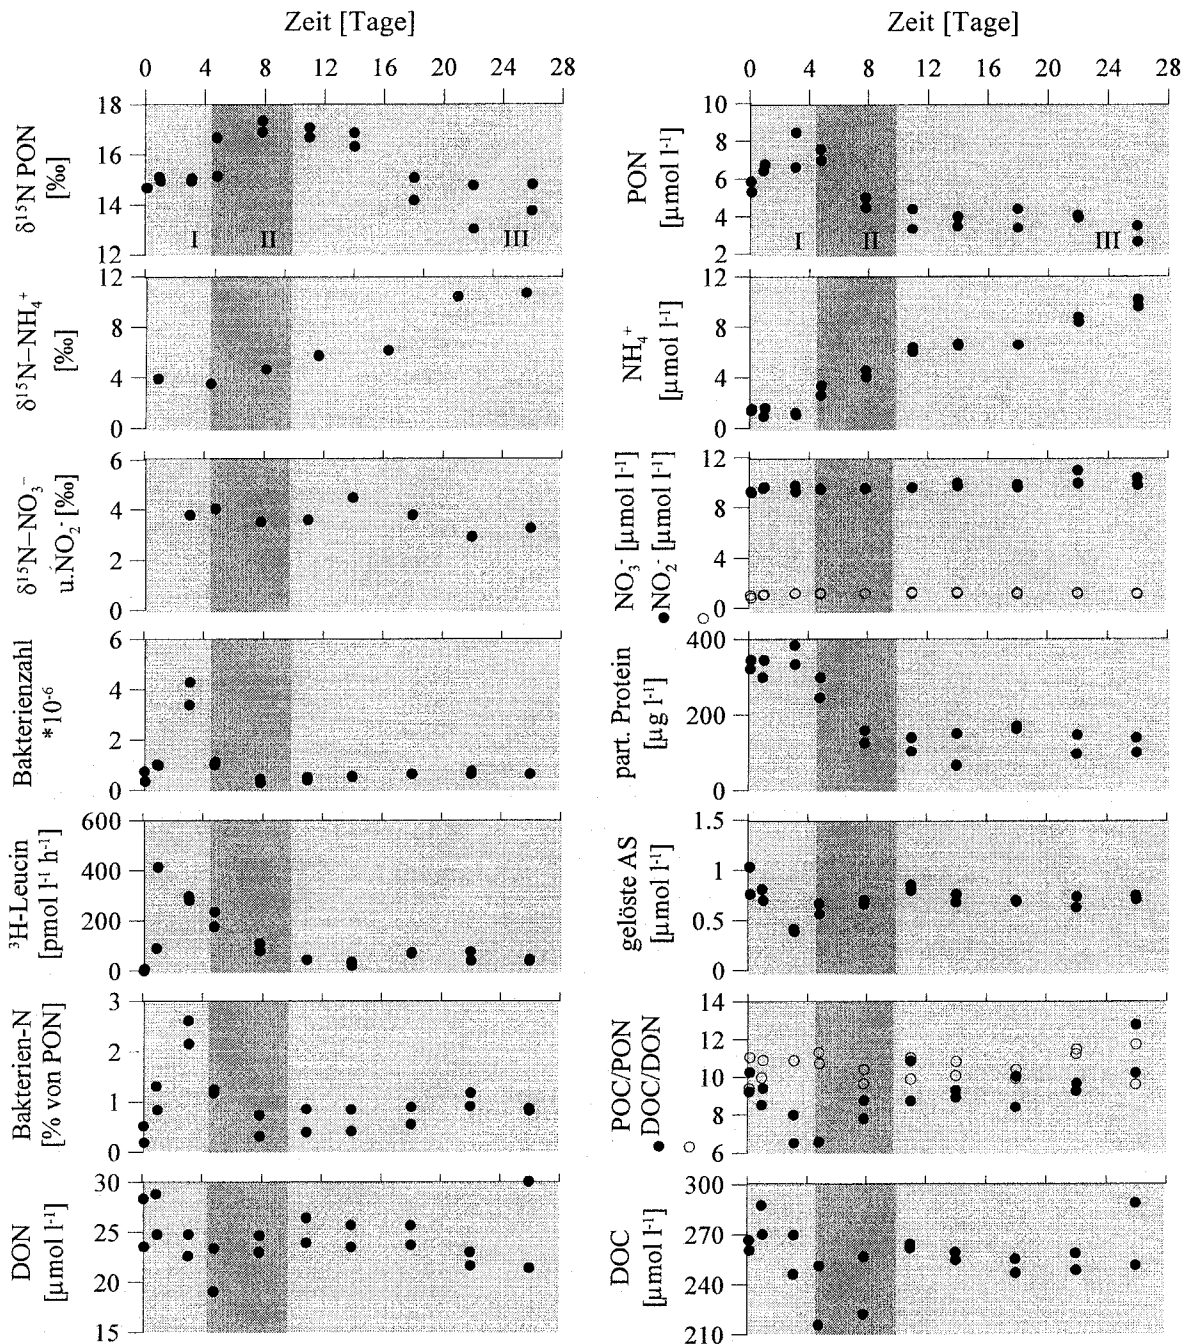 Zeit [Tage]
0 4 8 12 16 20 24 28
δ¹⁵N PON
[‰]
18
16
14
12
I II III
δ¹⁵N–NH₄⁺
[‰]
12
8
4
0
δ¹⁵N–NO₃⁻
u.NO₂⁻ [‰]
6
4
2
0
Bakterienzahl
*10⁻⁶
6
4
2
0
³H-Leucin
[pmol l⁻¹ h⁻¹]
600
400
200
0
Bakterien-N
[% von PON]
3
2
1
0
DON
[µmol l⁻¹]
30
25
20
15
Zeit [Tage]
0 4 8 12 16 20 24 28
PON
[µmol l⁻¹]
10
8
6
4
2
I II III
NH₄⁺
[µmol l⁻¹]
12
8
4
0
NO₃⁻ [µmol l⁻¹]
NO₂⁻ [µmol l⁻¹]
12
8
4
0
part. Protein
[µg l⁻¹]
400
200
0
gelöste AS
[µmol l⁻¹]
1.5
1
0.5
0
POC/PON
DOC/DON
14
12
10
8
6
DOC
[µmol l⁻¹]
300
270
240
210